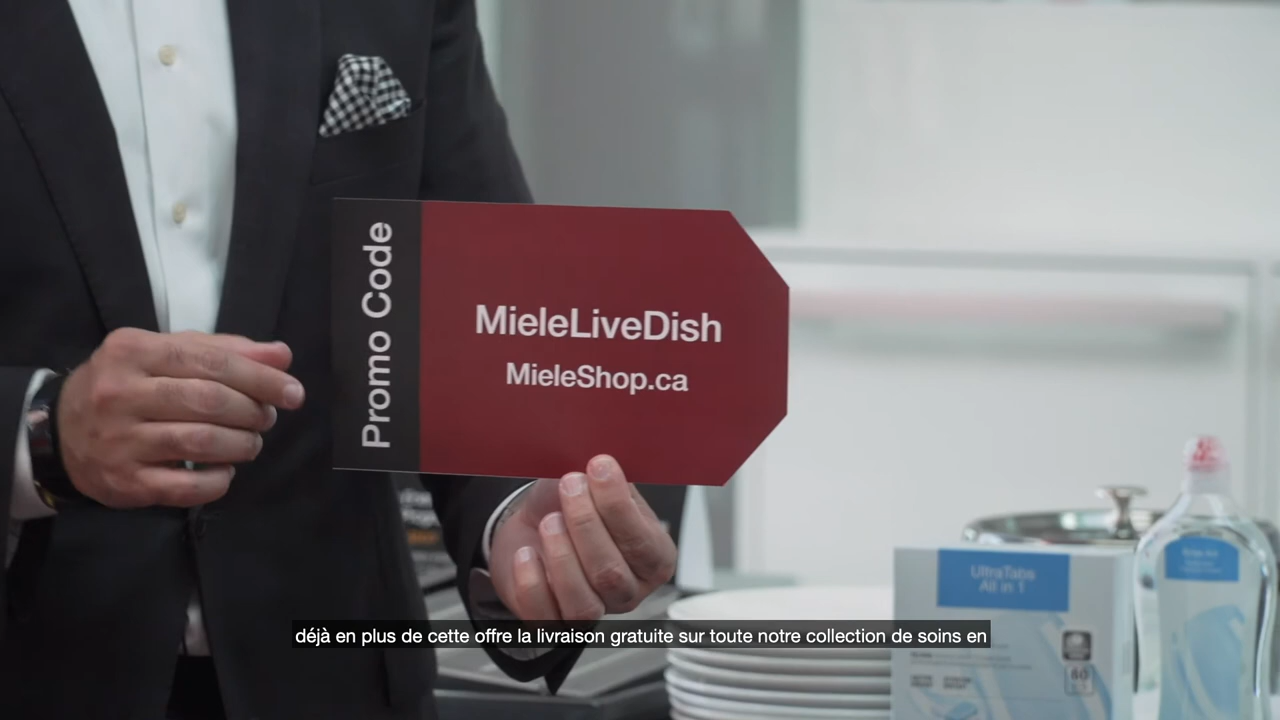 Promo Code
MieleLiveDish
MieleShop.ca
UltraTabs
All in 1
déjà en plus de cette offre la livraison gratuite sur toute notre collection de soins en